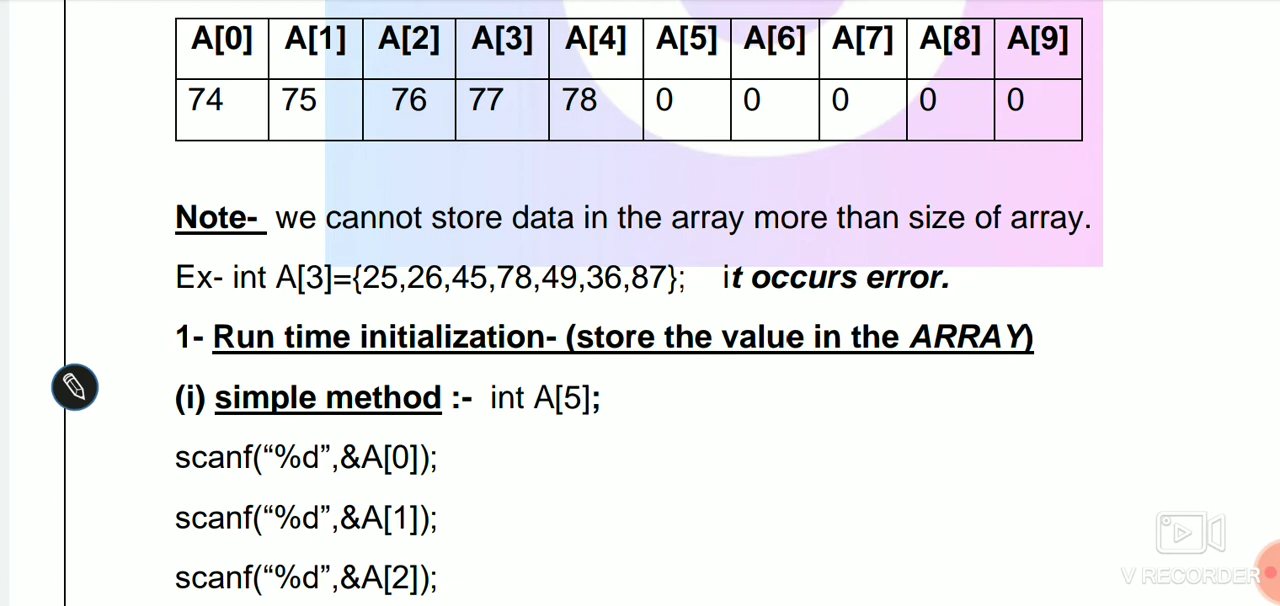 A[0] A[1] A[2] A[3] A[4] A[5] A[6] A[7] A[8] A[9]
74 75 76 77 78 0 0 0 0 0
Note- we cannot store data in the array more than size of array.
Ex- int A[3]={25,26,45,78,49,36,87}; it occurs error.
1- Run time initialization- (store the value in the ARRAY)
(i) simple method :- int A[5];
scanf(“%d”,&A[0]);
scanf(“%d”,&A[1]);
scanf(“%d”,&A[2]);
V RECORDER